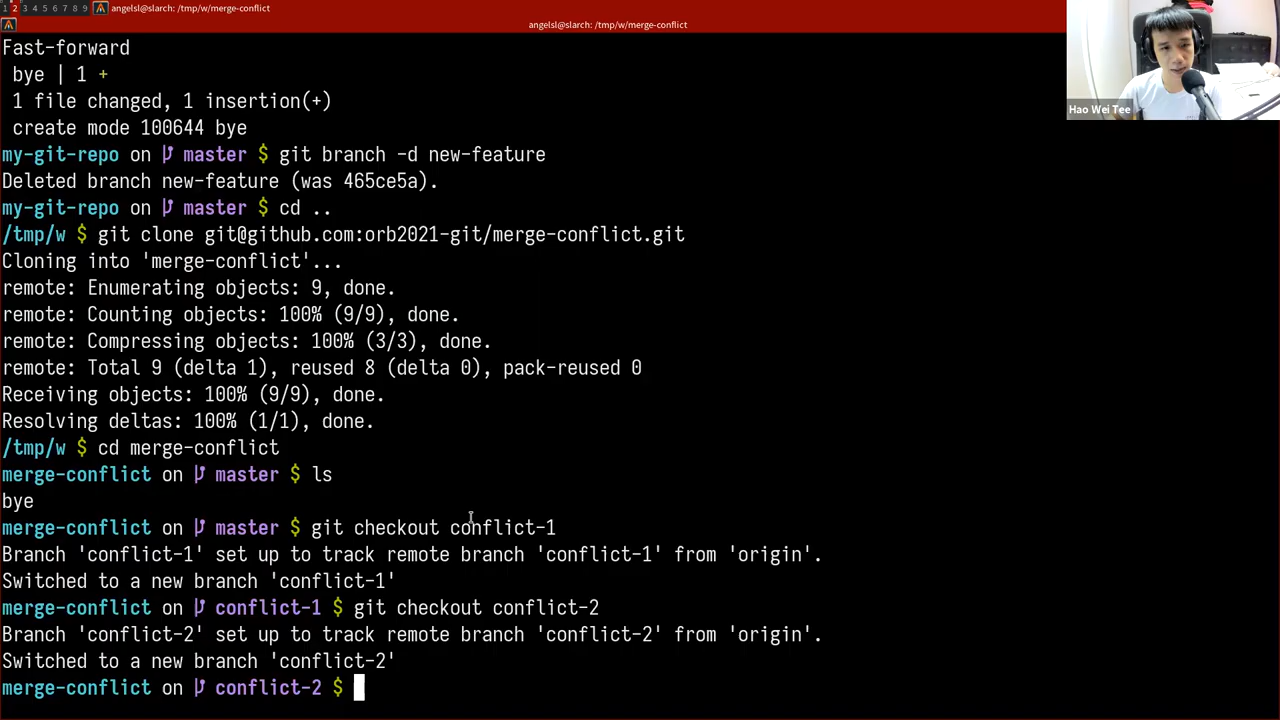 1 2 3 4 5 6 7 8 9 angelsl@slarch: /tmp/w/merge-conflict
angelsl@slarch: /tmp/w/merge-conflict
Hao Wei Tee
Fast-forward
bye | 1 +
1 file changed, 1 insertion(+)
create mode 100644 bye
my-git-repo on master $ git branch -d new-feature
Deleted branch new-feature (was 465ce5a).
my-git-repo on master $ cd ..
/tmp/w $ git clone git@github.com:orb2021-git/merge-conflict.git
Cloning into 'merge-conflict'...
remote: Enumerating objects: 9, done.
remote: Counting objects: 100% (9/9), done.
remote: Compressing objects: 100% (3/3), done.
remote: Total 9 (delta 1), reused 8 (delta 0), pack-reused 0
Receiving objects: 100% (9/9), done.
Resolving deltas: 100% (1/1), done.
/tmp/w $ cd merge-conflict
merge-conflict on master $ ls
bye
merge-conflict on master $ git checkout conflict-1
Branch 'conflict-1' set up to track remote branch 'conflict-1' from 'origin'.
Switched to a new branch 'conflict-1'
merge-conflict on conflict-1 $ git checkout conflict-2
Branch 'conflict-2' set up to track remote branch 'conflict-2' from 'origin'.
Switched to a new branch 'conflict-2'
merge-conflict on conflict-2 $